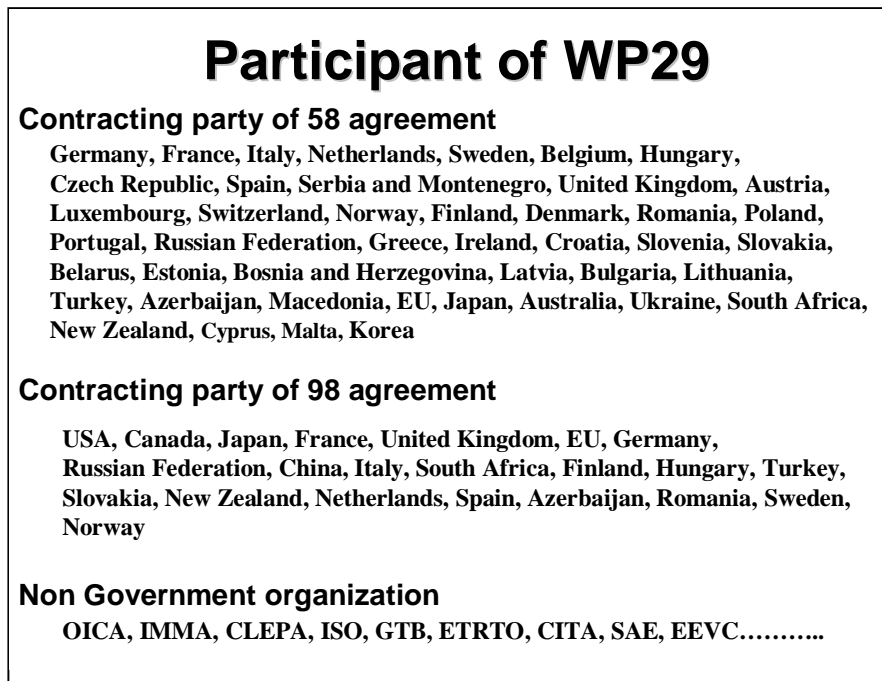 Participant of WP29
Contracting party of 58 agreement
Germany, France, Italy, Netherlands, Sweden, Belgium, Hungary,
Czech Republic, Spain, Serbia and Montenegro, United Kingdom, Austria,
Luxembourg, Switzerland, Norway, Finland, Denmark, Romania, Poland,
Portugal, Russian Federation, Greece, Ireland, Croatia, Slovenia, Slovakia,
Belarus, Estonia, Bosnia and Herzegovina, Latvia, Bulgaria, Lithuania,
Turkey, Azerbaijan, Macedonia, EU, Japan, Australia, Ukraine, South Africa,
New Zealand, Cyprus, Malta, Korea
Contracting party of 98 agreement
USA, Canada, Japan, France, United Kingdom, EU, Germany,
Russian Federation, China, Italy, South Africa, Finland, Hungary, Turkey,
Slovakia, New Zealand, Netherlands, Spain, Azerbaijan, Romania, Sweden,
Norway
Non Government organization
OICA, IMMA, CLEPA, ISO, GTB, ETRTO, CITA, SAE, EEVC………..